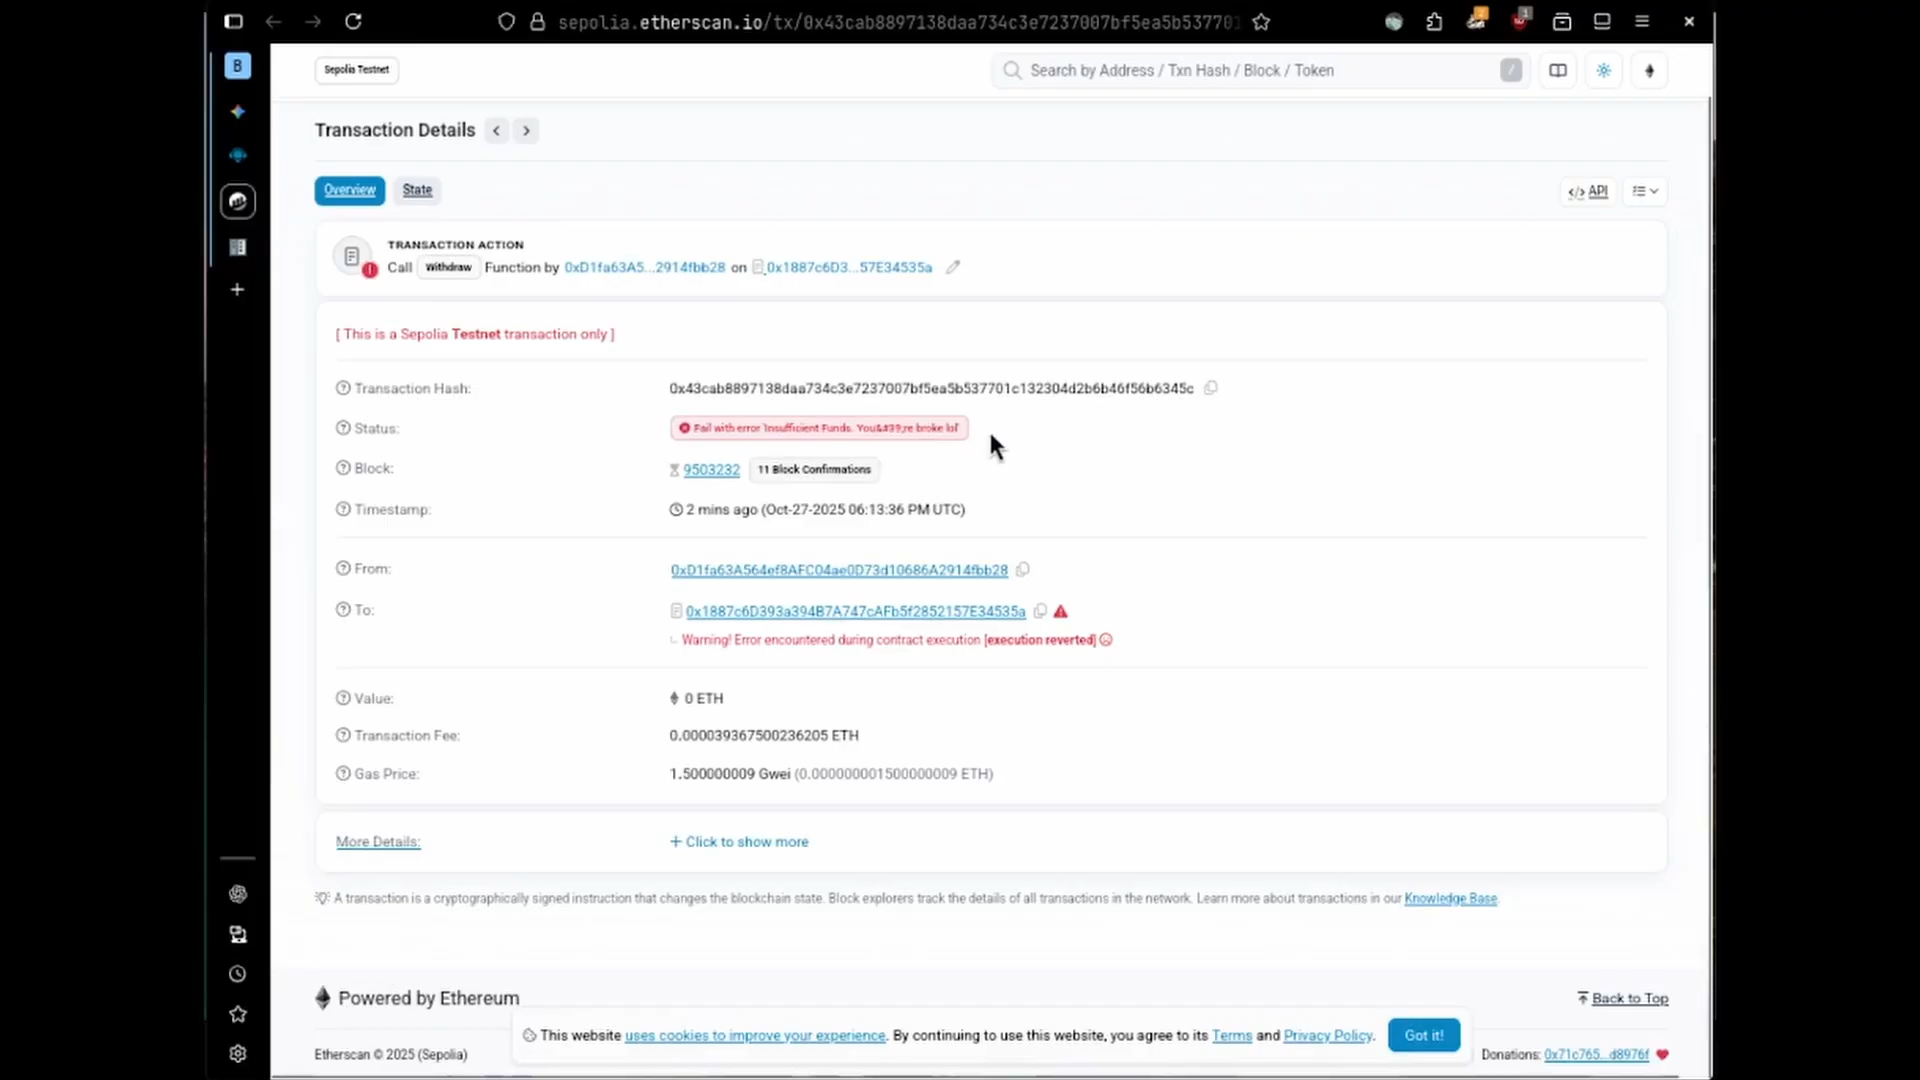 sepolia.etherscan.io/tx/0x43cab8897138daa734c3e7237007bf5ea5b537701
B
Sepolia Testnet
Search by Address / Txn Hash / Block / Token
/
Transaction Details
Overview
State
API
TRANSACTION ACTION
Call Withdraw Function by 0xD1fa63A5...2914fbb28 on 0x1887c6D3...57E34535a
[ This is a Sepolia Testnet transaction only ]
Transaction Hash:
0x43cab8897138daa734c3e7237007bf5ea5b537701c132304d2b6b46f56b6345c
Status:
Fail with error 'Insufficient Funds. You&#39;re broke lol'
Block:
9503232
11 Block Confirmations
Timestamp:
2 mins ago (Oct-27-2025 06:13:36 PM UTC)
From:
0xD1fa63A564ef8AFC04ae0D73d10686A2914fbb28
To:
0x1887c6D393a394B7A747cAFb5f2852157E34535a
Warning! Error encountered during contract execution [execution reverted]
Value:
0 ETH
Transaction Fee:
0.000039367500236205 ETH
Gas Price:
1.500000009 Gwei (0.000000001500000009 ETH)
More Details:
+ Click to show more
A transaction is a cryptographically signed instruction that changes the blockchain state. Block explorers track the details of all transactions in the network. Learn more about transactions in our Knowledge Base.
Powered by Ethereum
Back to Top
This website uses cookies to improve your experience. By continuing to use this website, you agree to its Terms and Privacy Policy.
Got it!
Etherscan © 2025 (Sepolia)
Donations: 0x71c765...d8976f